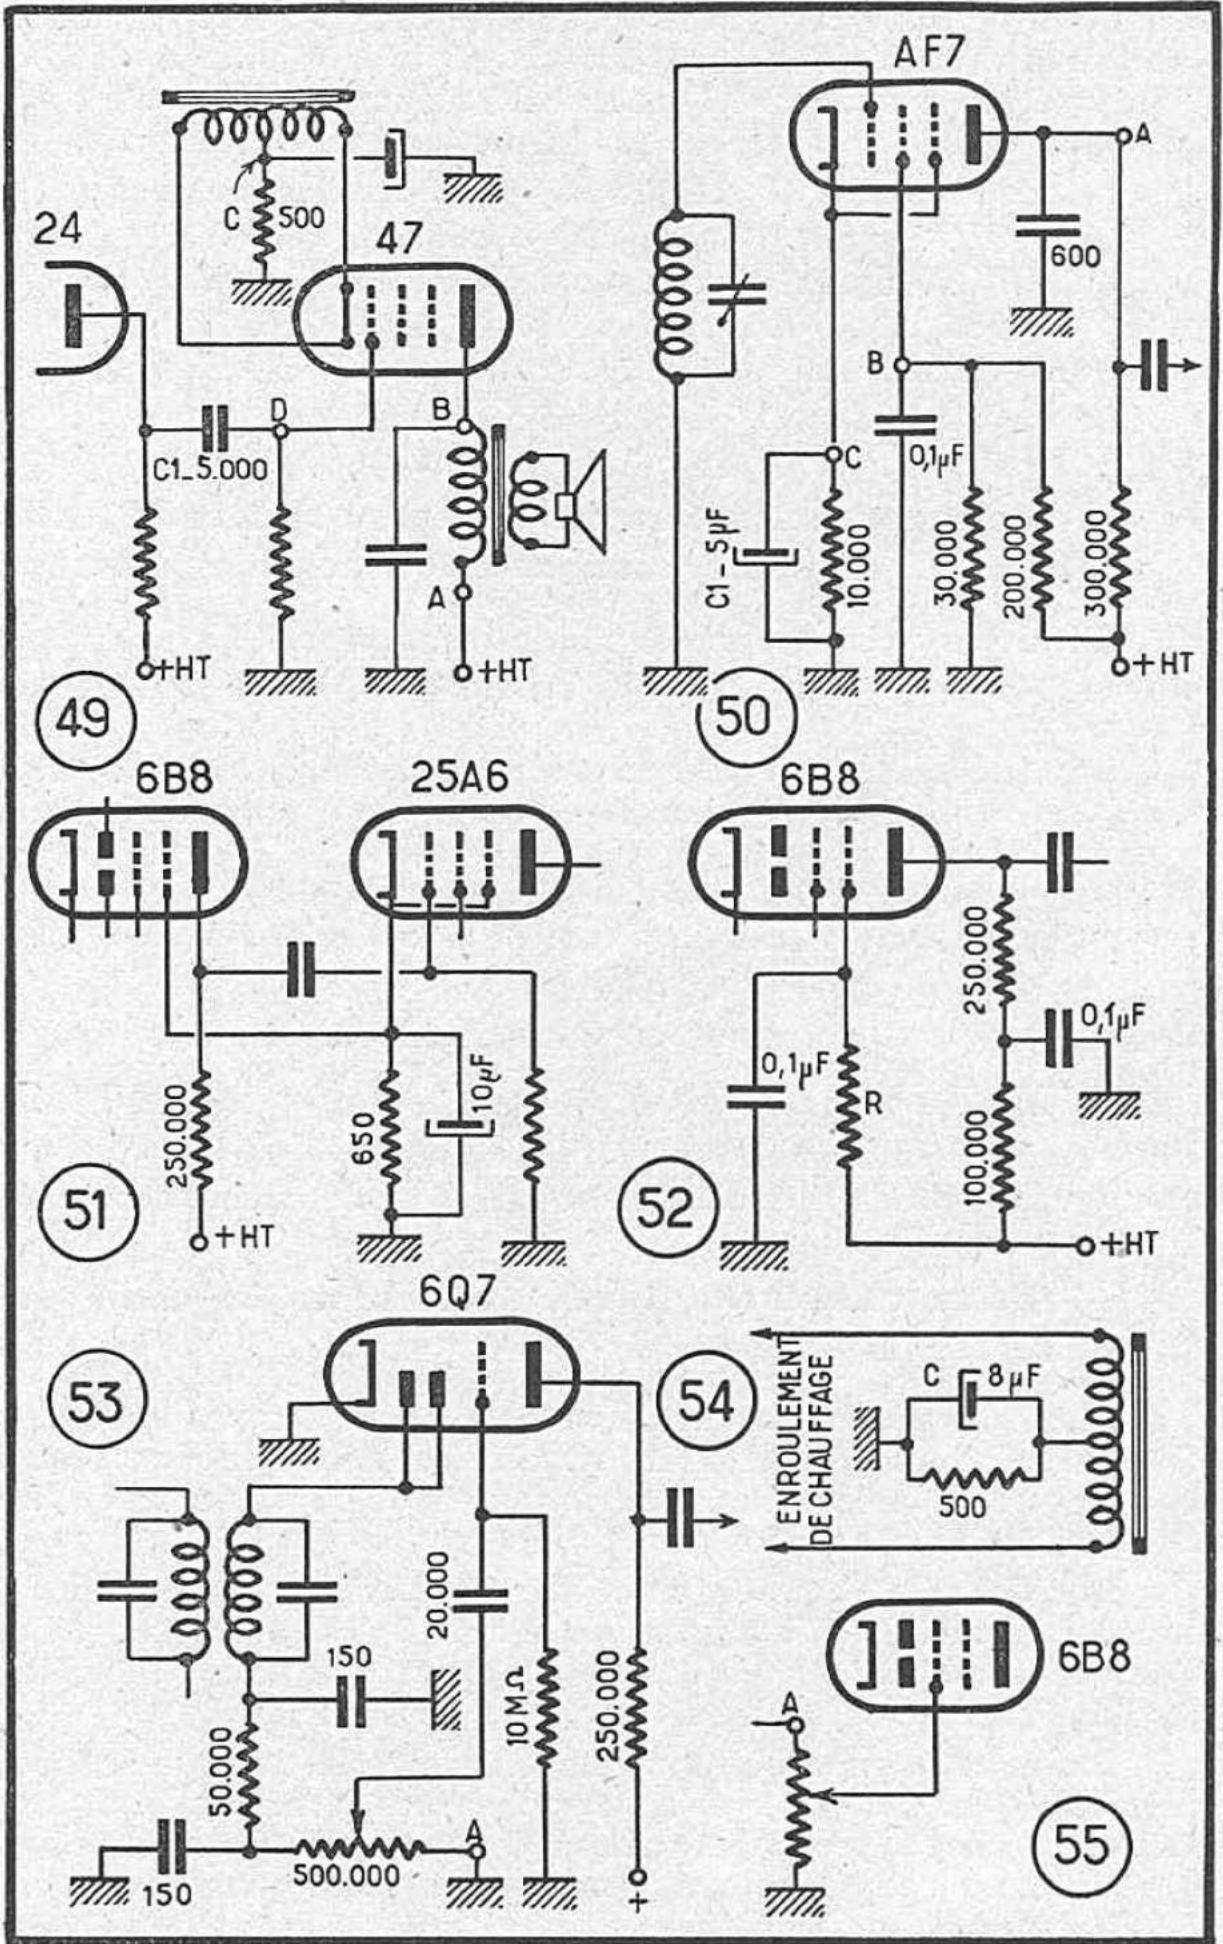 24
C
500
47
D
C1_5.000
B
A
+HT
+HT
49
AF7
A
600
B
0,1µF
C
C1-5µF
10.000
30.000
200.000
300.000
+HT
50
6B8
25A6
250.000
650
10µF
+HT
51
6B8
250.000
0,1µF
0,1µF
R
100.000
+HT
52
6Q7
53
20.000
150
10MΩ
250.000
50.000
150
500.000
A
+
54
ENROULEMENT
DE CHAUFFAGE
C
8µF
500
6B8
A
55